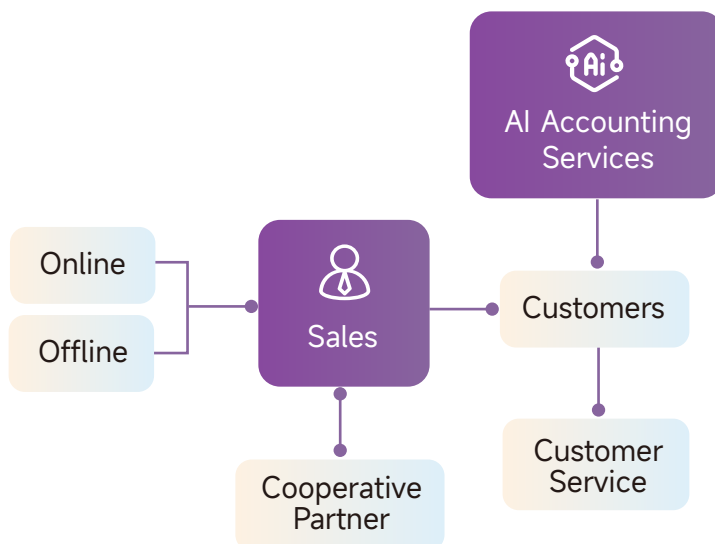 Ai
AI Accounting
Services
Online
Offline
Sales
Customers
Cooperative
Partner
Customer
Service